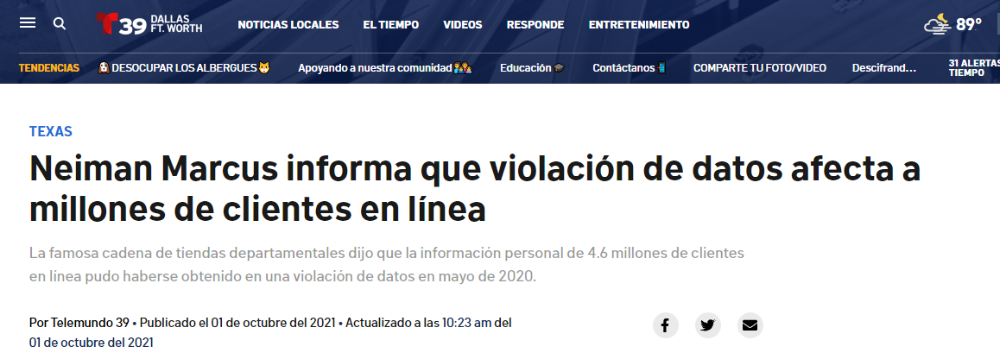 39 DALLAS
FT. WORTH
NOTICIAS LOCALES
EL TIEMPO
VIDEOS
RESPONDE
ENTRETENIMIENTO
89º
TENDENCIAS
DESOCUPAR LOS ALBERGUES
Apoyando a nuestra comunidad
Educación
Contáctanos
COMPARTE TU FOTO/VIDEO
Descifrand...
31 ALERTAS
TIEMPO
TEXAS
Neiman Marcus informa que violación de datos afecta a
millones de clientes en línea
La famosa cadena de tiendas departamentales dijo que la información personal de 4.6 millones de clientes
en línea pudo haberse obtenido en una violación de datos en mayo de 2020.
Por Telemundo 39 • Publicado el 01 de octubre del 2021 • Actualizado a las 10:23 am del
01 de octubre del 2021